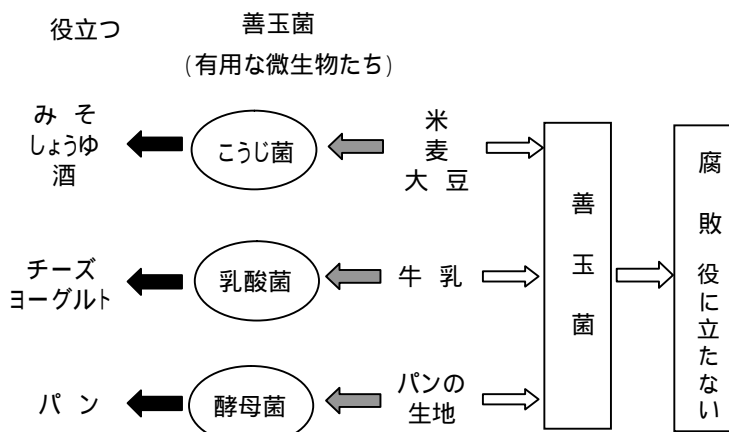 役立つ
善玉菌
(有用な微生物たち)
みそ
しょうゆ
酒
こうじ菌
米
麦
大豆
チーズ
ヨーグルト
乳酸菌
牛乳
パン
酵母菌
パンの
生地
善玉菌
腐敗 役に立たない